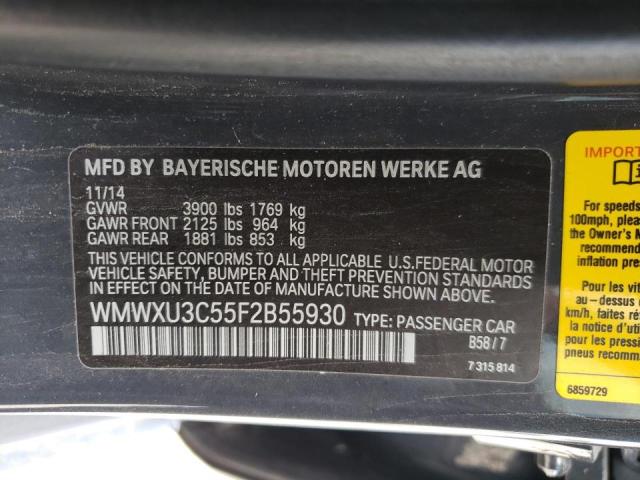 MFD BY BAYERISCHE MOTOREN WERKE AG
11/14
GVWR 3900 lbs 1769 kg
GAWR FRONT 2125 lbs 964 kg
GAWR REAR 1881 lbs 853 kg
THIS VEHICLE CONFORMS TO ALL APPLICABLE U.S.FEDERAL MOTOR
VEHICLE SAFETY, BUMPER AND THEFT PREVENTION STANDARDS
IN EFFECT ON THE DATE OF MANUFACTURE SHOWN ABOVE.
WMWXU3C55F2B55930 TYPE: PASSENGER CAR
B58/7
7 315 814
IMPORT
For speeds
100mph, please
the Owner's M
recommend
inflation press
Pour les vi
km/h, faites
la notice d'uti
pour les pressi
pneus recomm
6859729